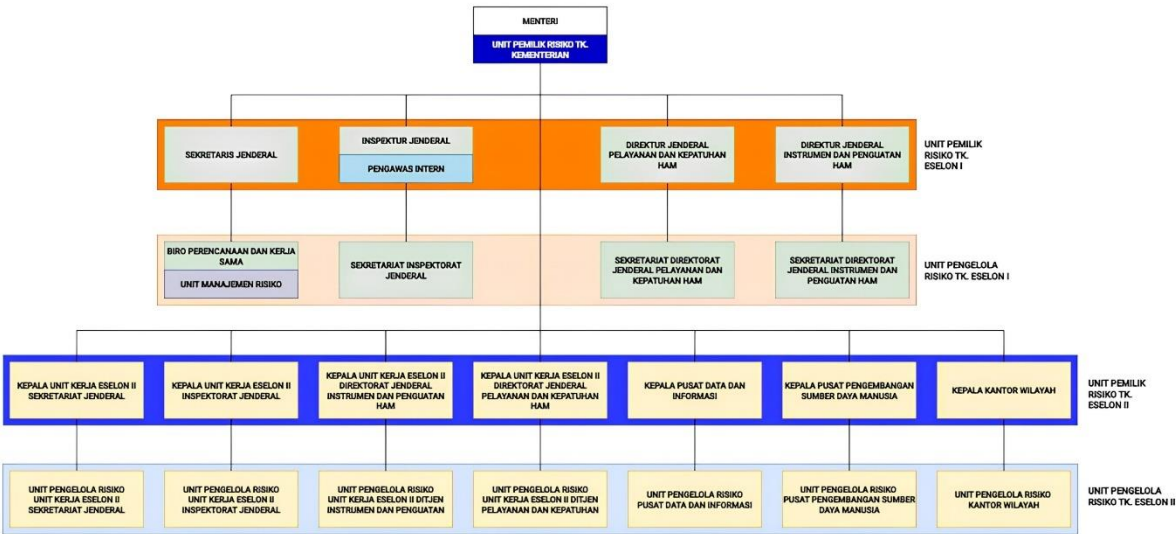 MENTERI
UNIT PEMILIK RISIKO TK.
KEMENTERIAN
SEKRETARIS JENDERAL
INSPEKTUR JENDERAL
PENGAWAS INTERN
DIREKTUR JENDERAL
PELAYANAN DAN KEPATUHAN
HAM
DIREKTUR JENDERAL
INSTRUMEN DAN PENGUATAN
HAM
UNIT PEMILIK
RISIKO TK.
ESELON I
BIRO PERENCANAAN DAN KERJA
SAMA
UNIT MANAJEMEN RISIKO
SEKRETARIAT INSPEKTORAT
JENDERAL
SEKRETARIAT DIREKTORAT
JENDERAL PELAYANAN DAN
KEPATUHAN HAM
SEKRETARIAT DIREKTORAT
JENDERAL INSTRUMEN DAN
PENGUATAN HAM
UNIT PENGELOLA
RISIKO TK. ESELON I
KEPALA UNIT KERJA ESELON II
SEKRETARIAT JENDERAL
KEPALA UNIT KERJA ESELON II
INSPEKTORAT JENDERAL
KEPALA UNIT KERJA ESELON II
DIREKTORAT JENDERAL
INSTRUMEN DAN PENGUATAN
HAM
KEPALA UNIT KERJA ESELON II
DIREKTORAT JENDERAL
PELAYANAN DAN KEPATUHAN
HAM
KEPALA PUSAT DATA DAN
INFORMASI
KEPALA PUSAT PENGEMBANGAN
SUMBER DAYA MANUSIA
KEPALA KANTOR WILAYAH
UNIT PEMILIK
RISIKO TK.
ESELON II
UNIT PENGELOLA RISIKO
UNIT KERJA ESELON II
SEKRETARIAT JENDERAL
UNIT PENGELOLA RISIKO
UNIT KERJA ESELON II
INSPEKTORAT JENDERAL
UNIT PENGELOLA RISIKO
UNIT KERJA ESELON II DITJEN
INSTRUMEN DAN PENGUATAN
UNIT PENGELOLA RISIKO
UNIT KERJA ESELON II DITJEN
PELAYANAN DAN KEPATUHAN
UNIT PENGELOLA RISIKO
PUSAT DATA DAN INFORMASI
UNIT PENGELOLA RISIKO
PUSAT PENGEMBANGAN SUMBER
DAYA MANUSIA
UNIT PENGELOLA RISIKO
KANTOR WILAYAH
UNIT PENGELOLA
RISIKO TK. ESELON II